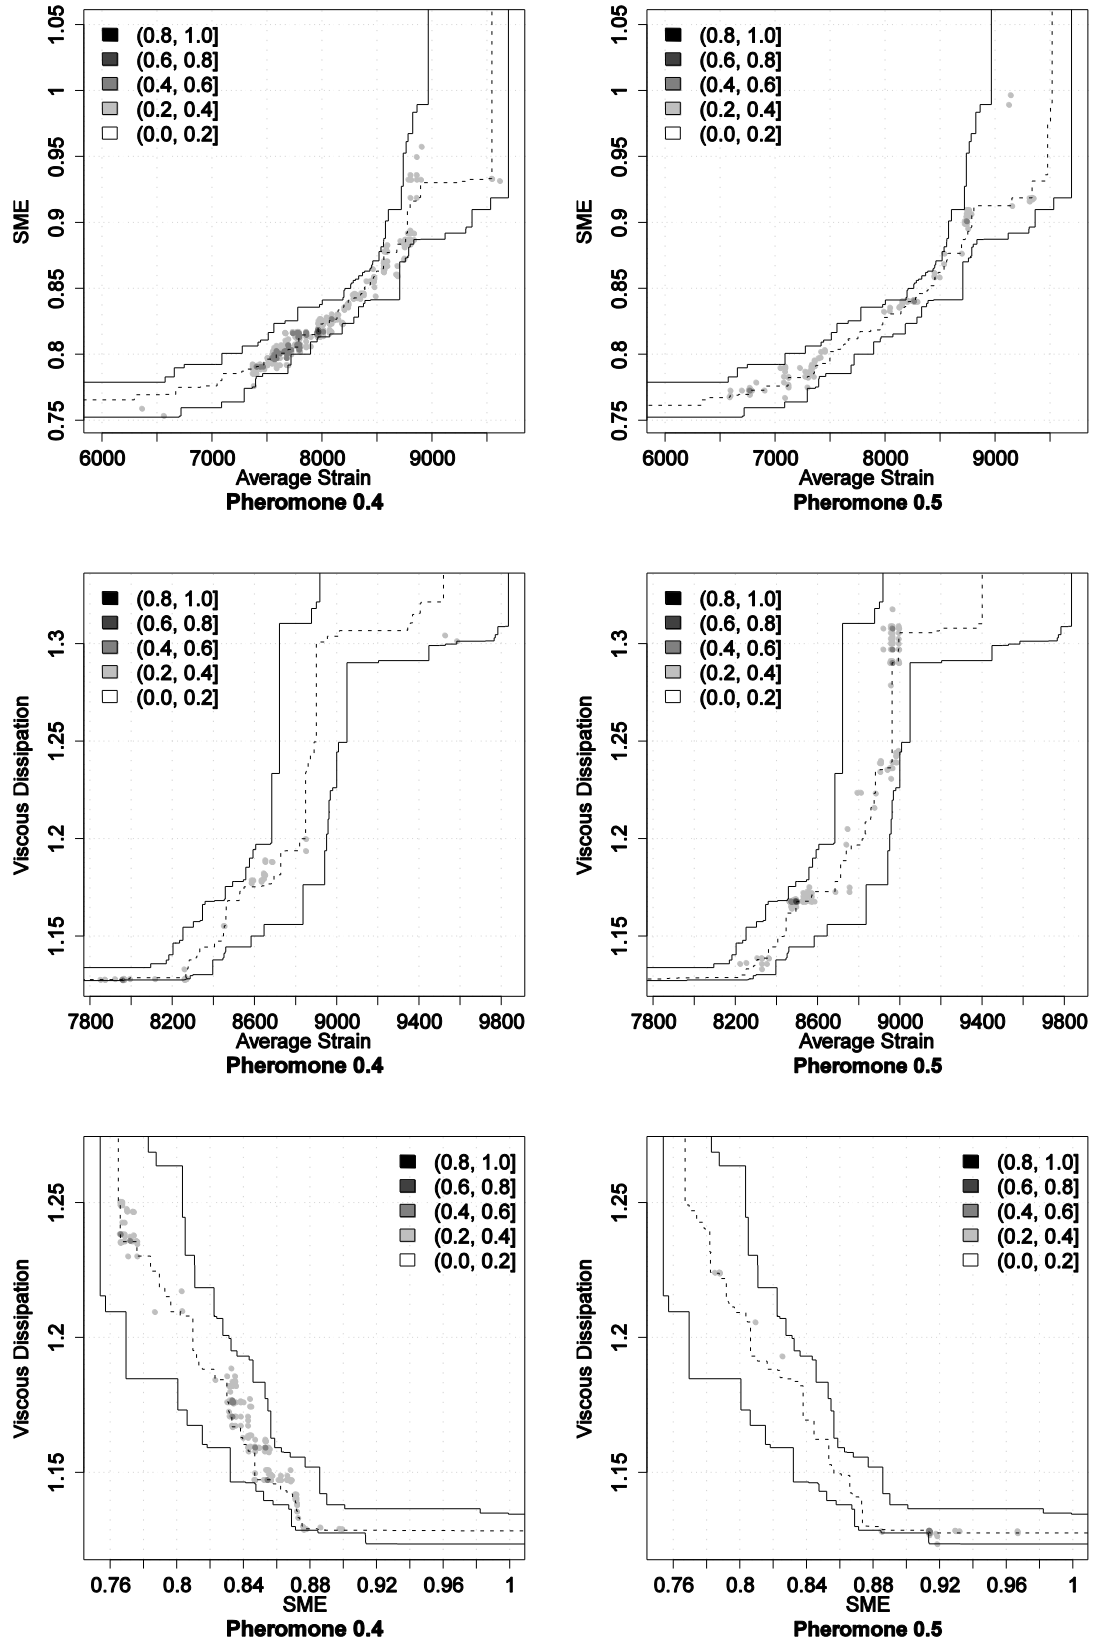 SME
0.75 0.8 0.85 0.9 0.95 1 1.05
(0.8, 1.0]
(0.6, 0.8]
(0.4, 0.6]
(0.2, 0.4]
(0.0, 0.2]
6000 7000 8000 9000
Average Strain
Pheromone 0.4
SME
0.75 0.8 0.85 0.9 0.95 1 1.05
(0.8, 1.0]
(0.6, 0.8]
(0.4, 0.6]
(0.2, 0.4]
(0.0, 0.2]
6000 7000 8000 9000
Average Strain
Pheromone 0.5
Viscous Dissipation
1.15 1.2 1.25 1.3
(0.8, 1.0]
(0.6, 0.8]
(0.4, 0.6]
(0.2, 0.4]
(0.0, 0.2]
7800 8200 8600 9000 9400 9800
Average Strain
Pheromone 0.4
Viscous Dissipation
1.15 1.2 1.25 1.3
(0.8, 1.0]
(0.6, 0.8]
(0.4, 0.6]
(0.2, 0.4]
(0.0, 0.2]
7800 8200 8600 9000 9400 9800
Average Strain
Pheromone 0.5
Viscous Dissipation
1.15 1.2 1.25
(0.8, 1.0]
(0.6, 0.8]
(0.4, 0.6]
(0.2, 0.4]
(0.0, 0.2]
0.76 0.8 0.84 0.88 0.92 0.96 1
SME
Pheromone 0.4
Viscous Dissipation
1.15 1.2 1.25
(0.8, 1.0]
(0.6, 0.8]
(0.4, 0.6]
(0.2, 0.4]
(0.0, 0.2]
0.76 0.8 0.84 0.88 0.92 0.96 1
SME
Pheromone 0.5